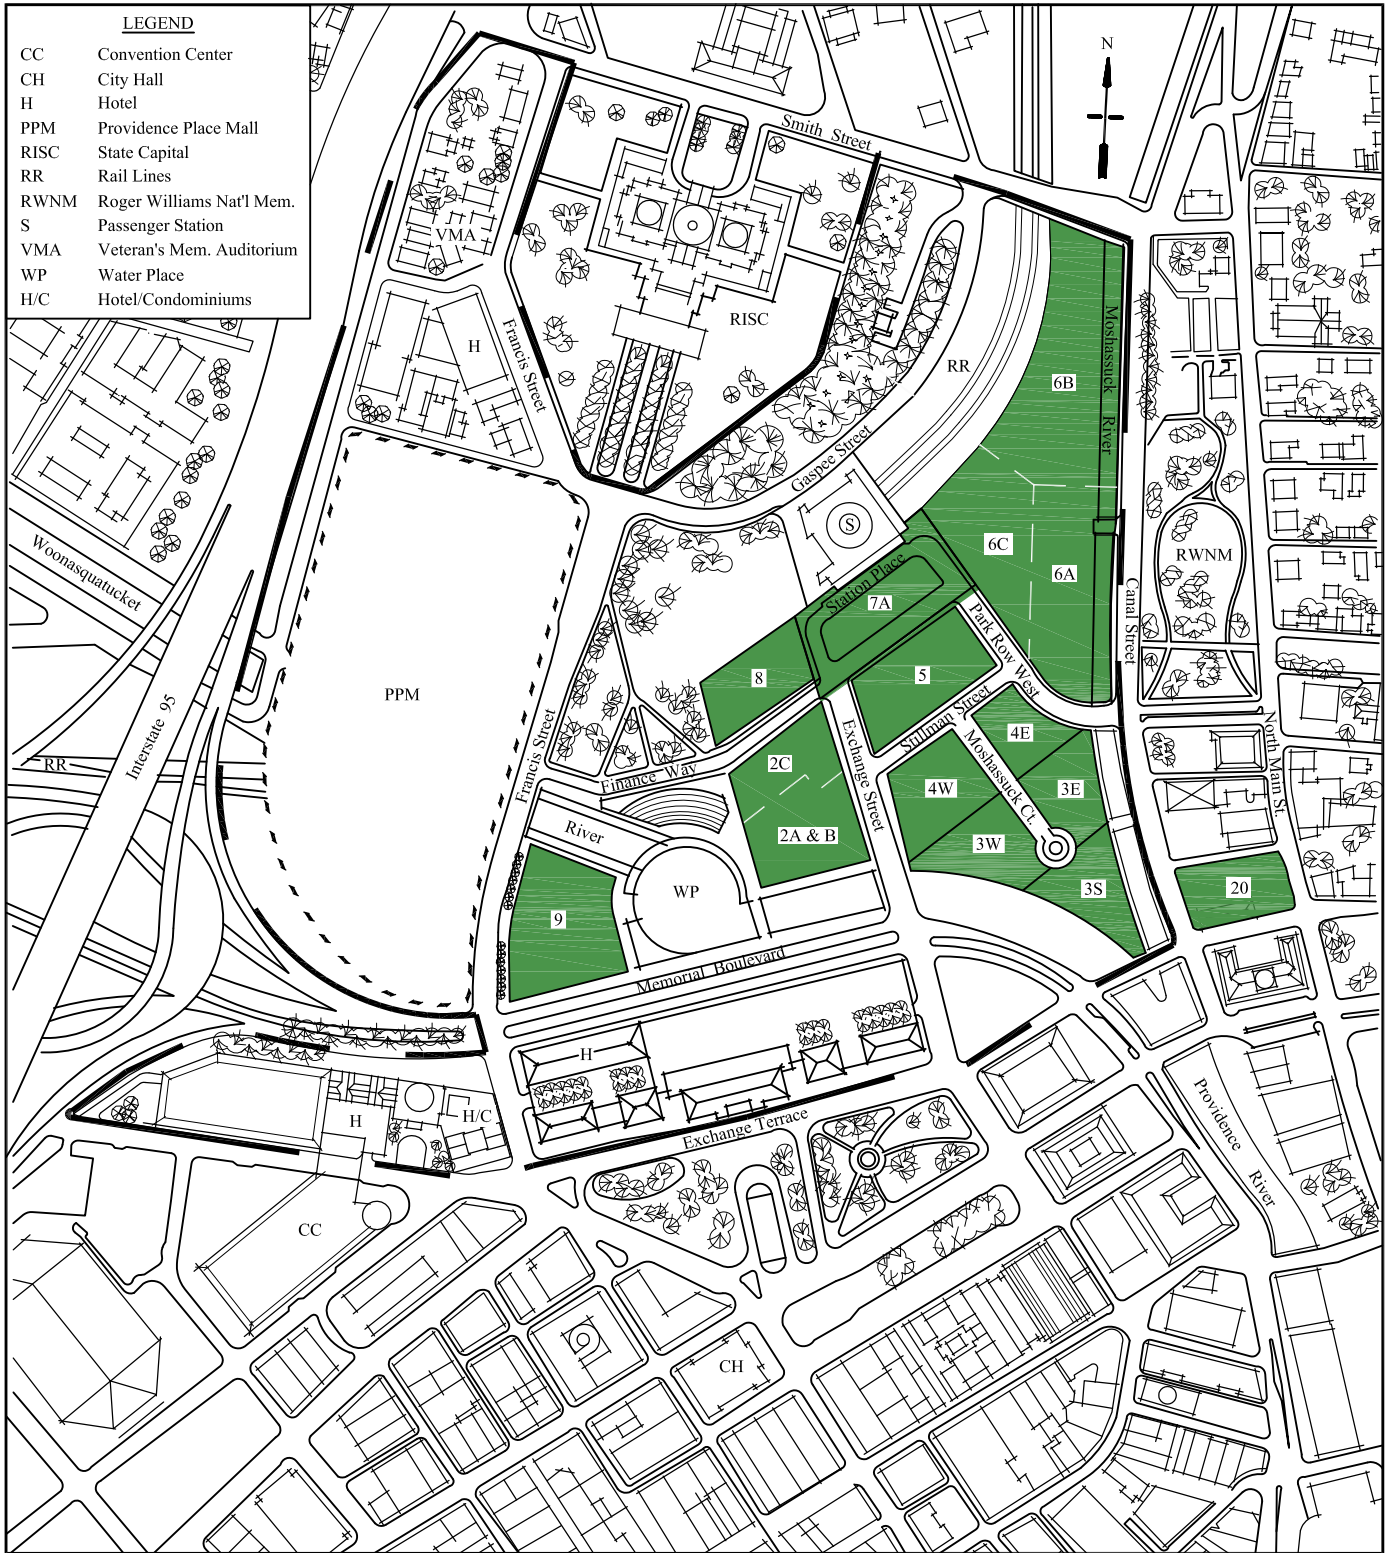 LEGEND
CC Convention Center
CH City Hall
H Hotel
PPM Providence Place Mall
RISC State Capital
RR Rail Lines
RWNM Roger Williams Nat'l Mem.
S Passenger Station
VMA Veteran's Mem. Auditorium
WP Water Place
H/C Hotel/Condominiums
N
Smith Street
VMA
RISC
H
Francis Street
RR
Moshassuck River
6B
Gaspee Street
S
6C
6A
RWNM
Woonasquatucket
Station Place
7A
Canal Street
Park Row West
8
5
PPM
Interstate 95
Stillman Street
4E
North Main St.
Francis Street
Finance Way
2C
Exchange Street
Moshassuck Ct.
RR
4W
3E
River
2A & B
3W
WP
3S
20
9
Memorial Boulevard
H
H
H/C
Exchange Terrace
Providence River
CC
CH